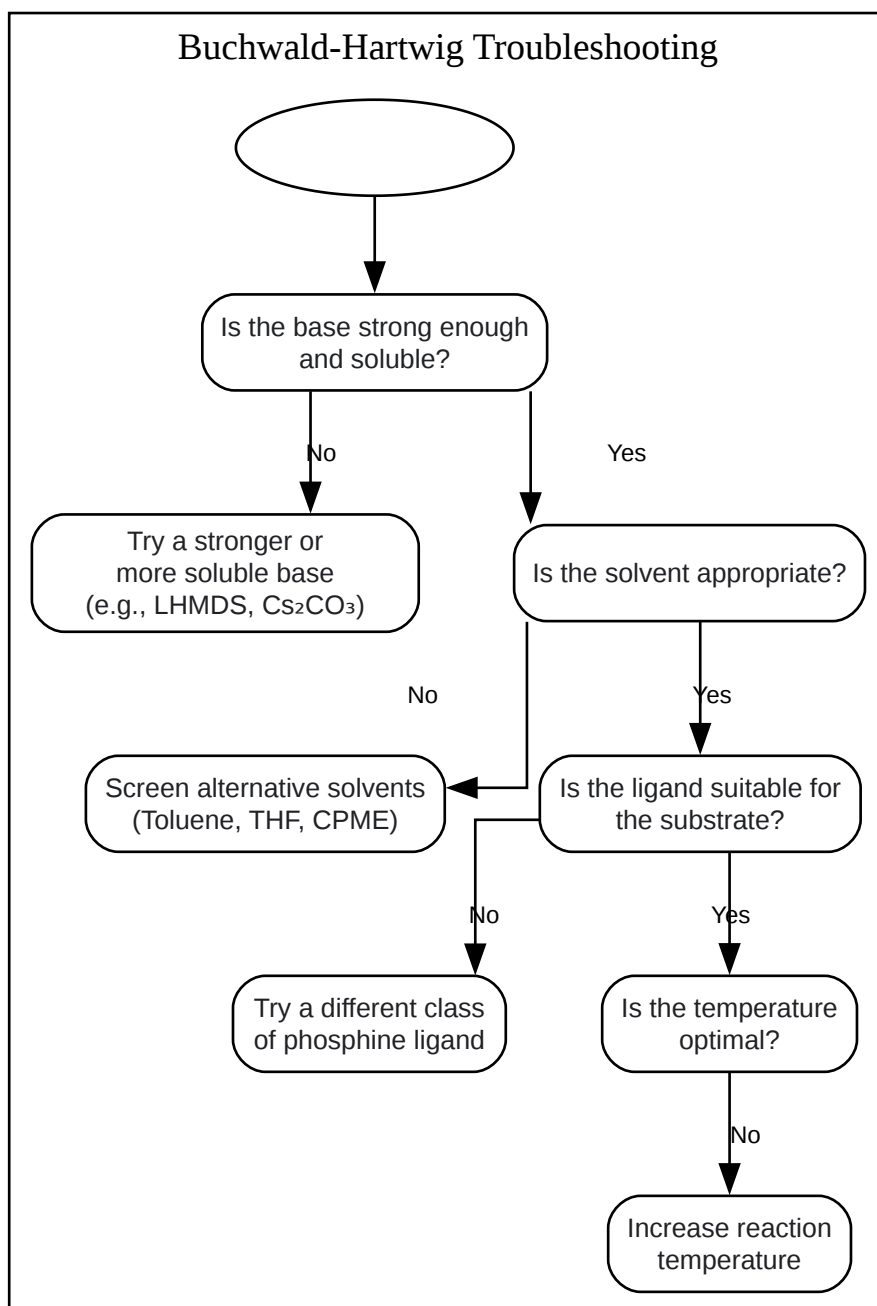 Buchwald-Hartwig Troubleshooting
Is the base strong enough
and soluble?
No
Yes
Try a stronger or
more soluble base
(e.g., LHMDS, Cs₂CO₃)
Is the solvent appropriate?
No
Yes
Screen alternative solvents
(Toluene, THF, CPME)
Is the ligand suitable for
the substrate?
No
Yes
Try a different class
of phosphine ligand
Is the temperature
optimal?
No
Increase reaction
temperature